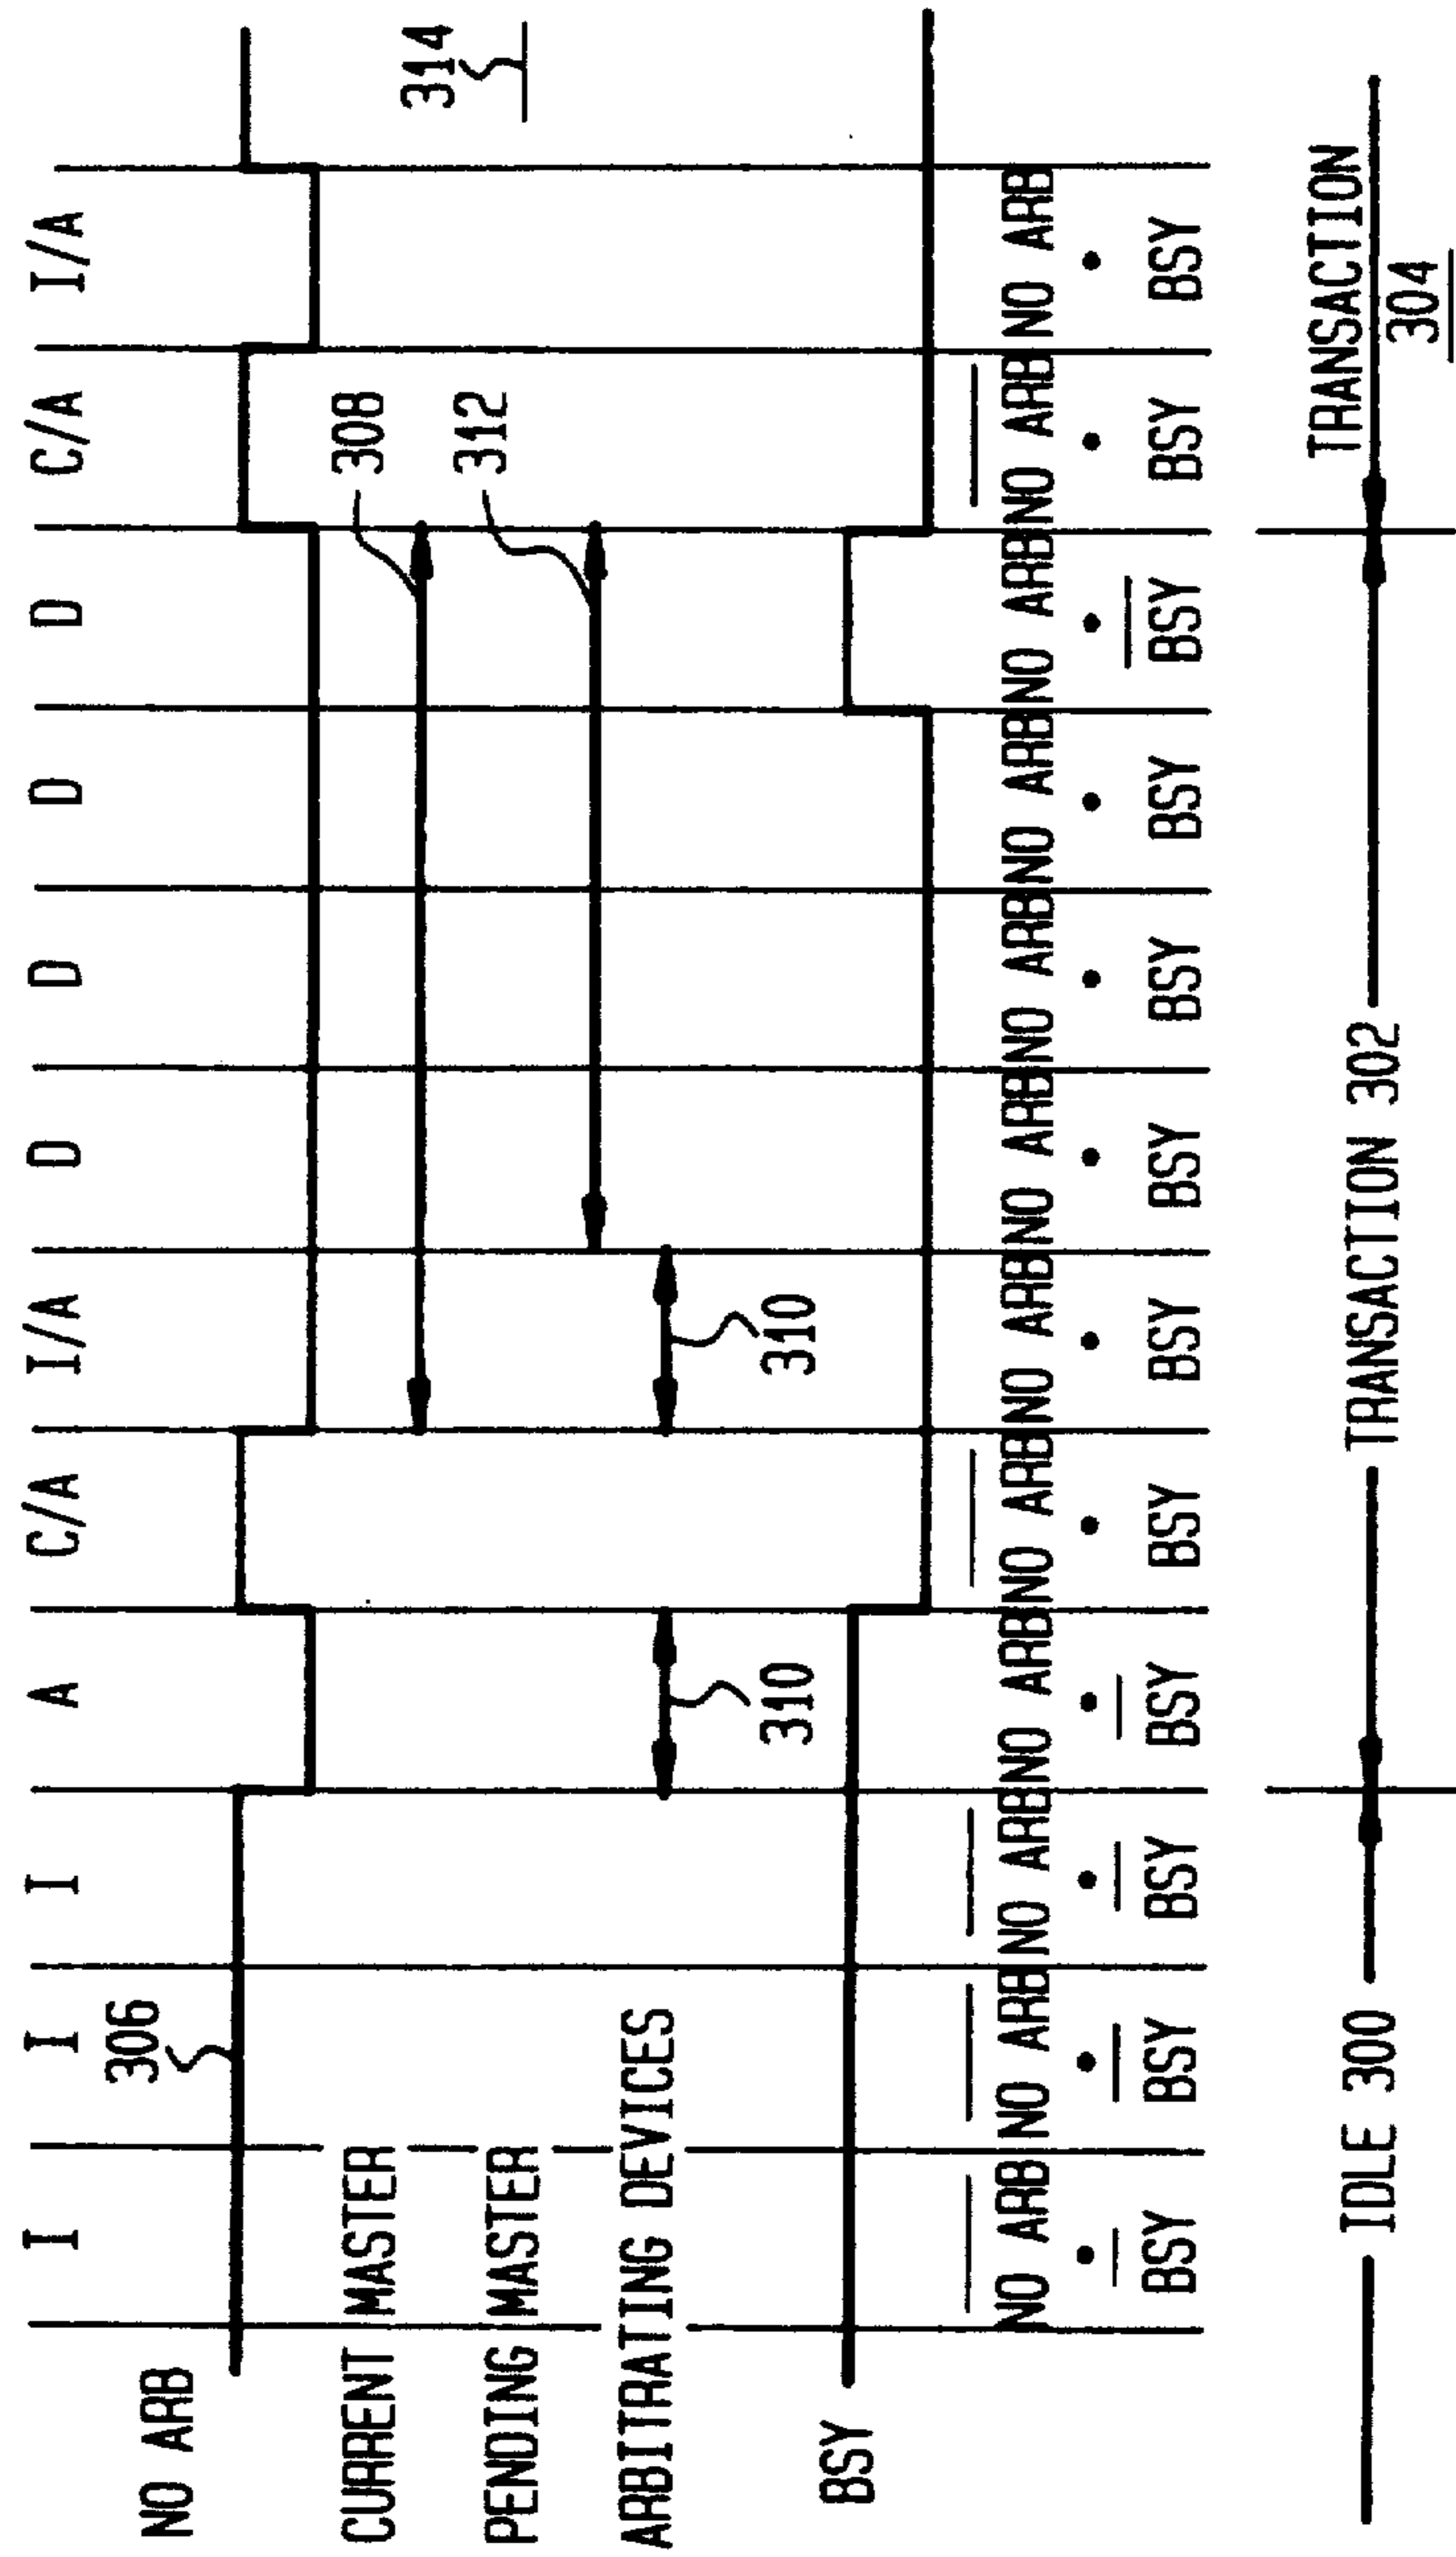 I I I A C/A I/A D D D D C/A I/A
306
NO ARB
CURRENT MASTER 308
314
PENDING MASTER 312
ARBITRATING DEVICES
310 310
BSY
NO ARB NO ARB NO ARB NO ARB NO ARB NO ARB NO ARB NO ARB NO ARB NO ARB NO ARB NO ARB
• • • • • • • • • • • •
BSY BSY BSY BSY BSY BSY BSY BSY BSY BSY BSY BSY
IDLE 300 TRANSACTION 302 TRANSACTION
304